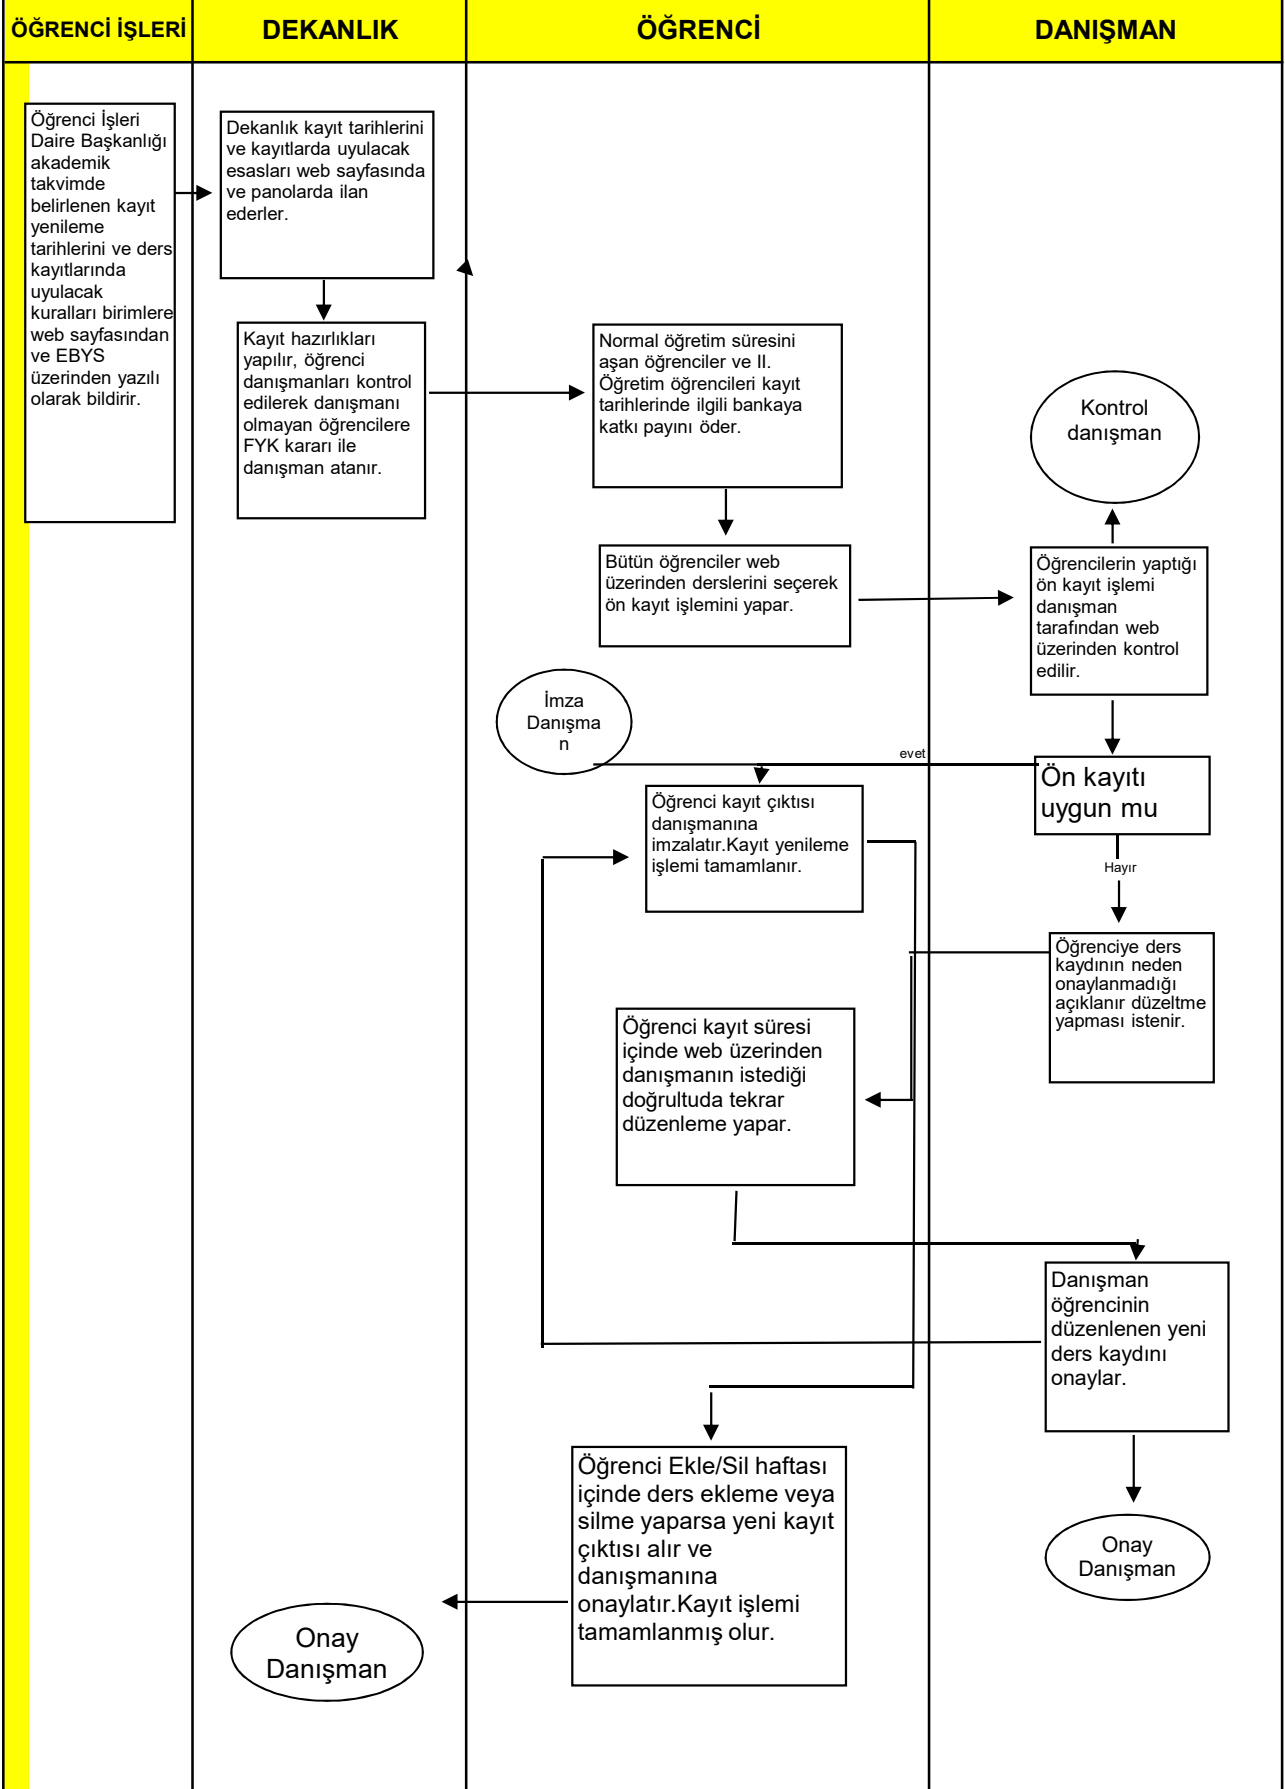 ÖĞRENCİ İŞLERİ
DEKANLIK
ÖĞRENCİ
DANIŞMAN
Öğrenci İşleri
Daire Başkanlığı
akademik
takvimde
belirlenen kayıt
yenileme
tarihlerini ve ders
kayıtlarında
uyulacak
kuralları birimlere
web sayfasından
ve EBYS
üzerinden yazılı
olarak bildirir.
Dekanlık kayıt tarihlerini
ve kayıtlarda uyulacak
esasları web sayfasında
ve panolarda ilan
ederler.
Kayıt hazırlıkları
yapılır, öğrenci
danışmanları kontrol
edilerek danışmanı
olmayan öğrencilere
FYK kararı ile
danışman atanır.
Normal öğretim süresini
aşan öğrenciler ve II.
Öğretim öğrencileri kayıt
tarihlerinde ilgili bankaya
katkı payını öder.
Kontrol
danışman
Bütün öğrenciler web
üzerinden derslerini seçerek
ön kayıt işlemini yapar.
Öğrencilerin yaptığı
ön kayıt işlemi
danışman
tarafından web
üzerinden kontrol
edilir.
İmza
Danışma
n
evet
Ön kayıtı
uygun mu
Öğrenci kayıt çıktısı
danışmanına
imzalatır.Kayıt yenileme
işlemi tamamlanır.
Hayır
Öğrenciye ders
kaydının neden
onaylanmadığı
açıklanır düzeltme
yapması istenir.
Öğrenci kayıt süresi
içinde web üzerinden
danışmanın istediği
doğrultuda tekrar
düzenleme yapar.
Danışman
öğrencinin
düzenlenen yeni
ders kaydını
onaylar.
Öğrenci Ekle/Sil haftası
içinde ders ekleme veya
silme yaparsa yeni kayıt
çıktısı alır ve
danışmanına
onaylatır.Kayıt işlemi
tamamlanmış olur.
Onay
Danışman
Onay
Danışman